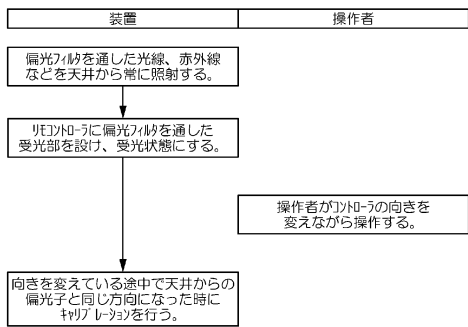 装置
操作者
偏光フィルタを通した光線、赤外線
などを天井から常に照射する。
リモコントローラに偏光フィルタを通した
受光部を設け、受光状態にする。
操作者がコントローラの向きを
変えながら操作する。
向きを変えている途中で天井からの
偏光子と同じ方向になった時に
キャリブレーションを行う。